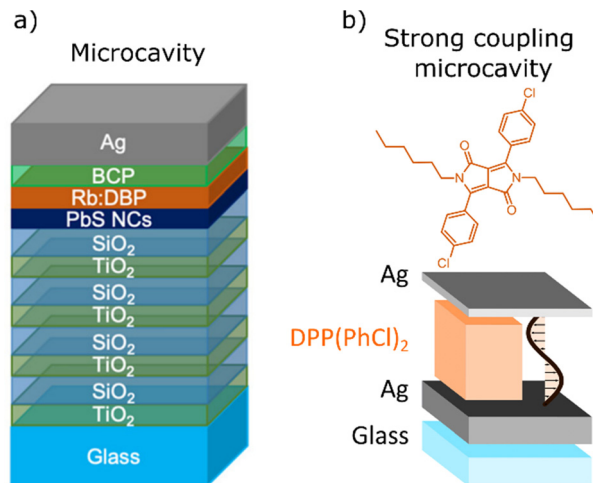 a)
Microcavity
Ag
BCP
Rb:DBP
PbS NCs
SiO₂
TiO₂
SiO₂
TiO₂
SiO₂
TiO₂
SiO₂
TiO₂
Glass
b)
Strong coupling
microcavity
Cl
O
N
N
O
Cl
Ag
DPP(PhCl)₂
Ag
Glass